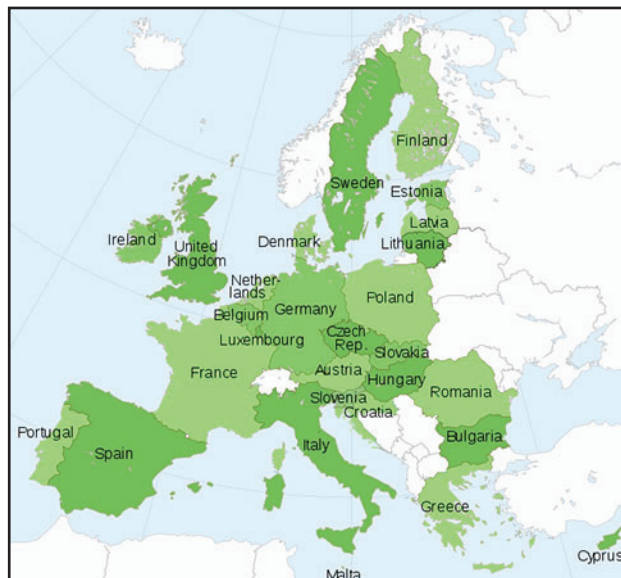 Finland
Sweden
Estonia
Latvia
Lithuania
Ireland
United
Kingdom
Denmark
Nether-
lands
Belgium
Germany
Poland
Luxembourg
Czech
Rep.
Slovakia
France
Austria
Hungary
Slovenia
Croatia
Romania
Portugal
Spain
Italy
Bulgaria
Greece
Cyprus
Malta